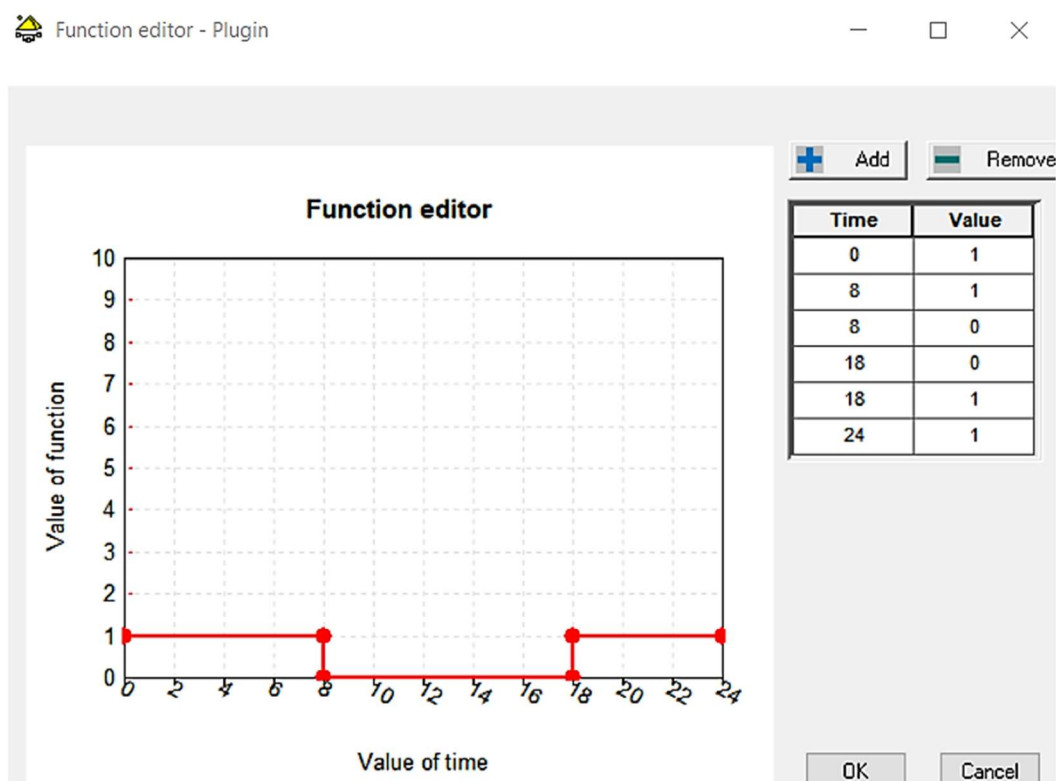 Function editor - Plugin
Add
Remove
Function editor
10
9
8
7
6
5
4
3
2
1
0
0 2 4 6 8 10 12 14 16 18 20 22 24
Value of function
Value of time
Time Value
0 1
8 1
8 0
18 0
18 1
24 1
OK
Cancel